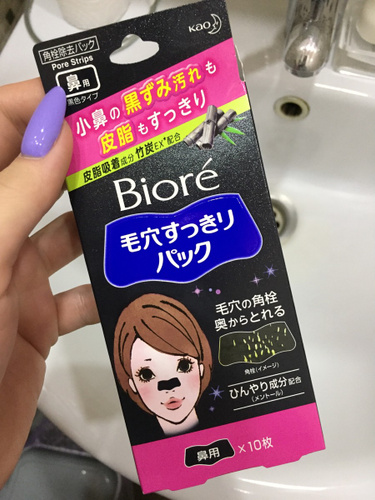 Kao
角栓除去パック
Pore Strips
鼻用
黒色タイプ
小鼻の黒ずみ汚れも
皮脂もすっきり
皮脂吸着成分 竹炭EX*配合
Bioré
毛穴すっきり
パック
毛穴の角栓
奥からとれる
角栓(イメージ)
ひんやり成分配合
(メントール)
鼻用 ×10枚